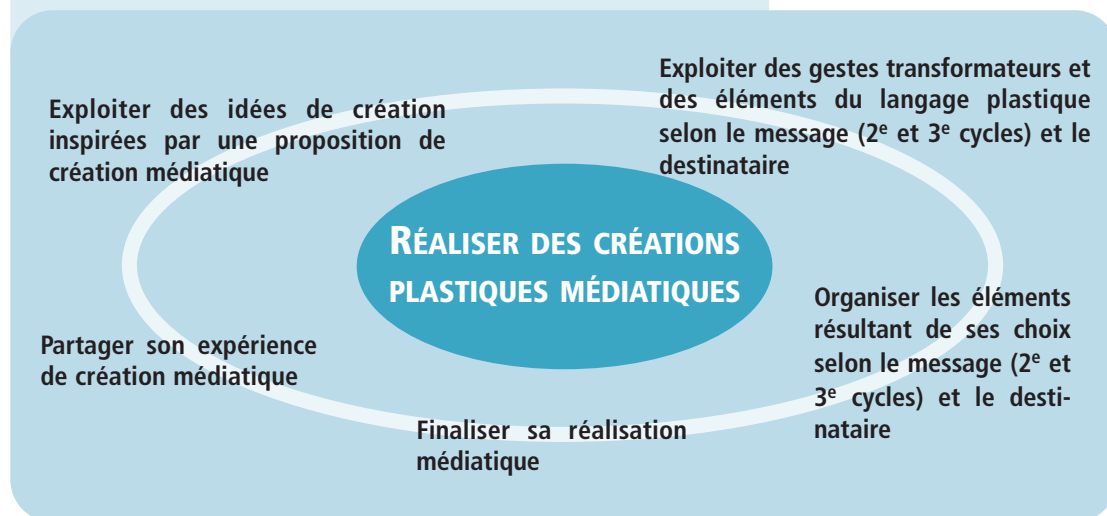 Exploiter des idées de création
inspirées par une proposition de
création médiatique
Exploiter des gestes transformateurs et
des éléments du langage plastique
selon le message (2e et 3e cycles) et le
destinataire
RÉALISER DES CRÉATIONS
PLASTIQUES MÉDIATIQUES
Organiser les éléments
résultant de ses choix
selon le message (2e et
3e cycles) et le desti-
nataire
Partager son expérience
de création médiatique
Finaliser sa réalisation
médiatique